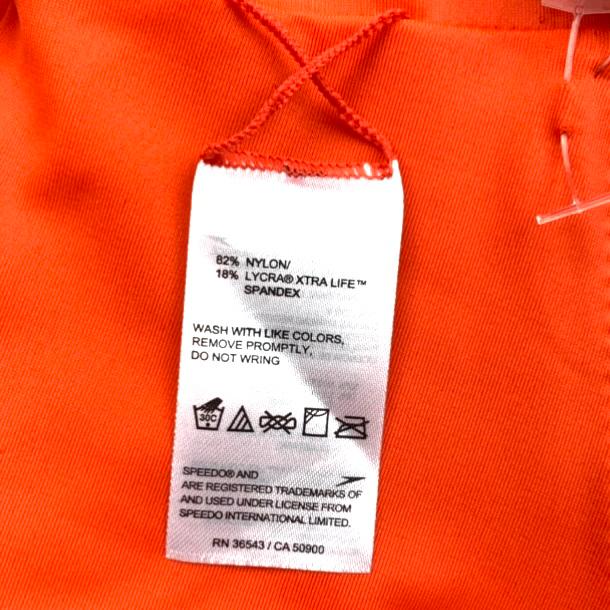 82% NYLON/
18% LYCRA® XTRA LIFE™
SPANDEX
WASH WITH LIKE COLORS,
REMOVE PROMPTLY,
DO NOT WRING
30C
SPEEDO® AND
ARE REGISTERED TRADEMARKS OF
AND USED UNDER LICENSE FROM
SPEEDO INTERNATIONAL LIMITED.
RN 36543 / CA 50900